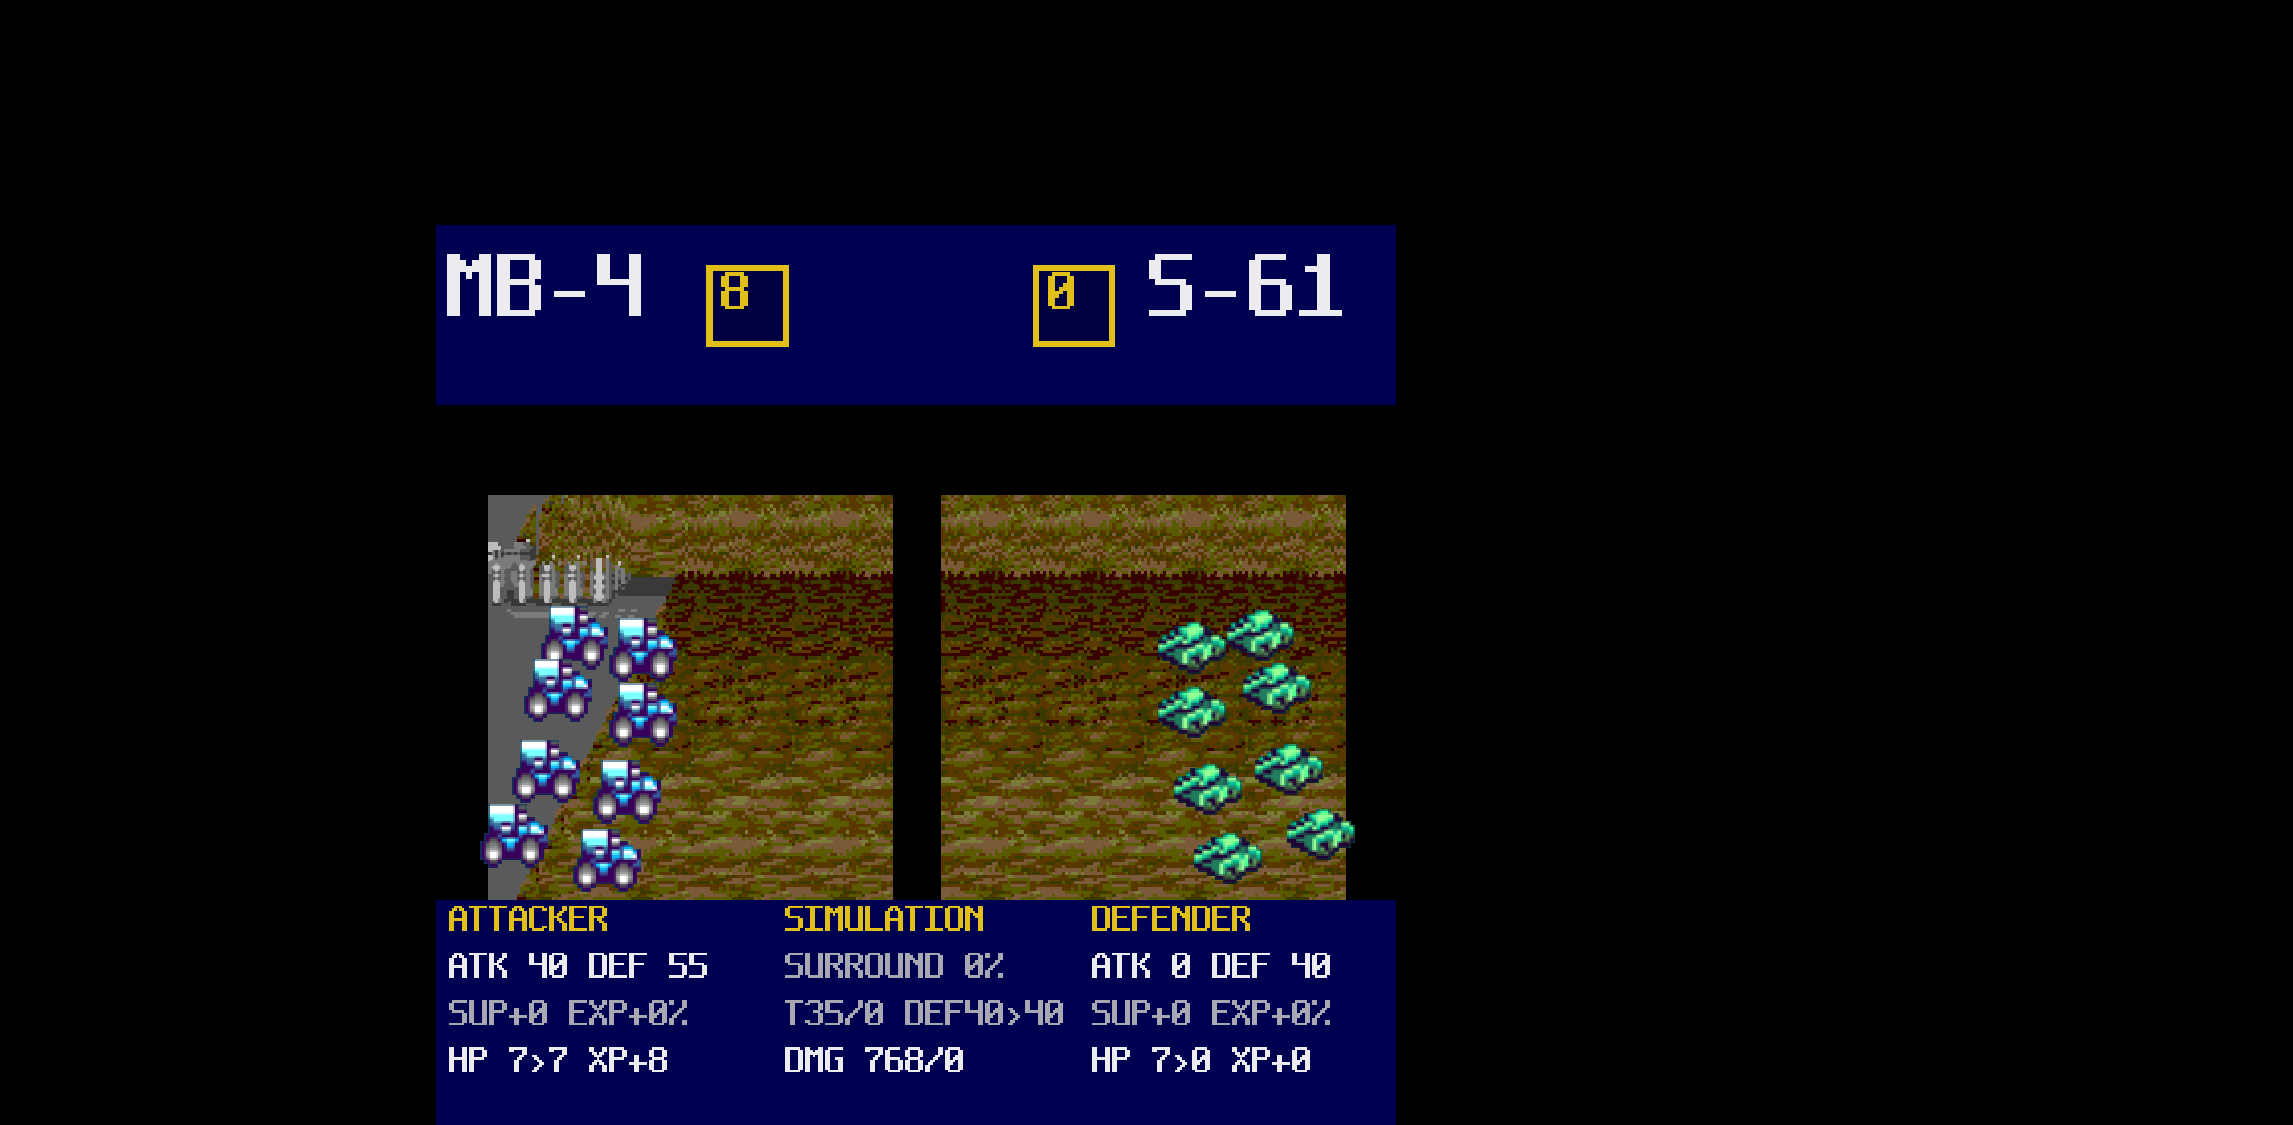 MB-4 8 0 S-61
ATTACKER SIMULATION DEFENDER
ATK 40 DEF 55 SURROUND 0% ATK 0 DEF 40
SUP+0 EXP+0% T35/0 DEF40>40 SUP+0 EXP+0%
HP 7>7 XP+8 DMG 768/0 HP 7>0 XP+0